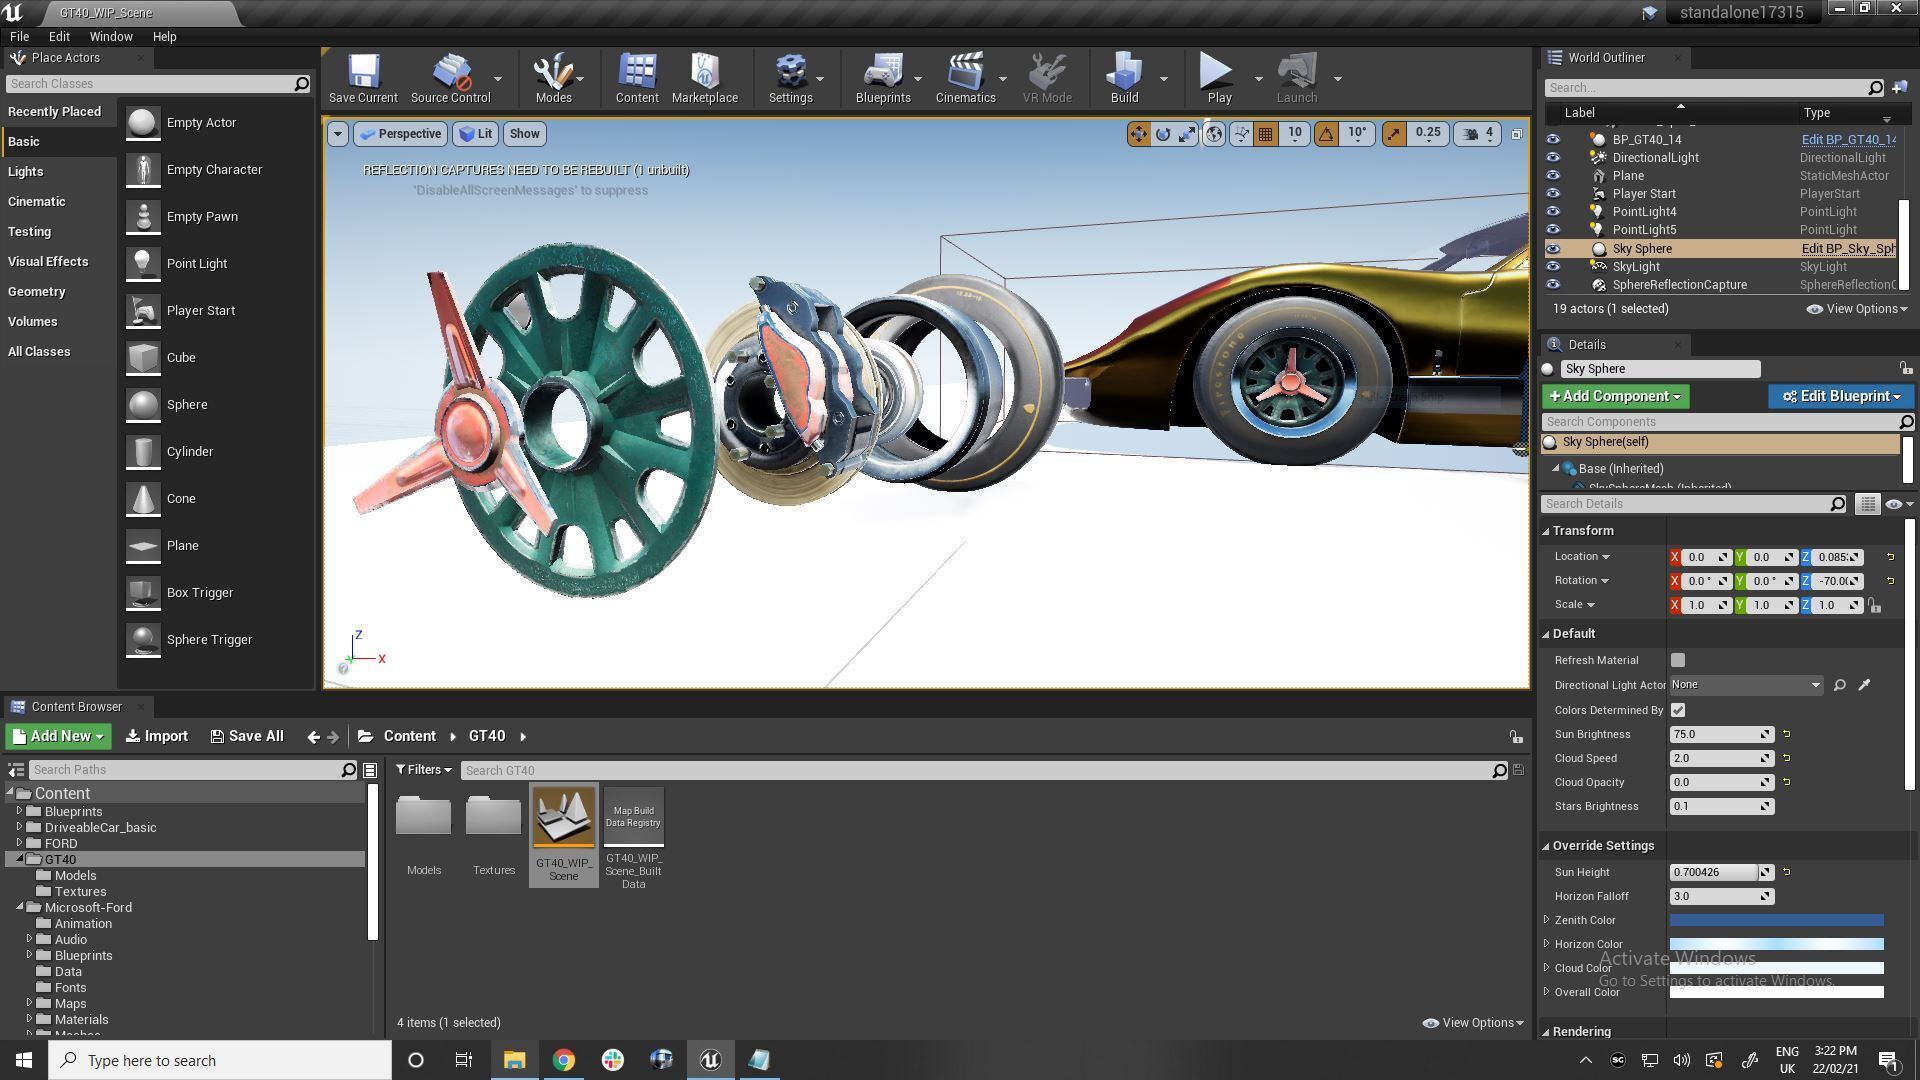 GT40_WIP_Scene
standalone17315
File Edit Window Help
Place Actors
Search Classes
Recently Placed
Basic
Lights
Cinematic
Testing
Visual Effects
Geometry
Volumes
All Classes
Empty Actor
Empty Character
Empty Pawn
Point Light
Player Start
Cube
Sphere
Cylinder
Cone
Plane
Box Trigger
Sphere Trigger
Save Current Source Control Modes Content Marketplace Settings Blueprints Cinematics VR Mode Build Play Launch
Perspective Lit Show 10 10° 0.25 4
REFLECTION CAPTURES NEED TO BE REBUILT (1 unbuilt)
'DisableAllScreenMessages' to suppress
Z
X
World Outliner
Search...
Label Type
BP_GT40_14 Edit BP_GT40_14
DirectionalLight DirectionalLight
Plane StaticMeshActor
Player Start PlayerStart
PointLight4 PointLight
PointLight5 PointLight
Sky Sphere Edit BP_Sky_Sph
SkyLight SkyLight
SphereReflectionCapture SphereReflectionC
19 actors (1 selected) View Options
Details
Sky Sphere
+Add Component Edit Blueprint
Search Components
Sky Sphere(self)
Base (Inherited)
SkySphereMesh (Inherited)
Search Details
Transform
Location X 0.0 Y 0.0 Z 0.085
Rotation X 0.0 ° Y 0.0 ° Z -70.0
Scale X 1.0 Y 1.0 Z 1.0
Default
Refresh Material
Directional Light Actor None
Colors Determined By
Sun Brightness 75.0
Cloud Speed 2.0
Cloud Opacity 0.0
Stars Brightness 0.1
Override Settings
Sun Height 0.700426
Horizon Falloff 3.0
Zenith Color
Horizon Color
Cloud Color
Overall Color
Rendering
Activate Windows
Go to Settings to activate Windows.
Content Browser
Add New Import Save All Content GT40
Search Paths
Filters Search GT40
Content
Blueprints
DriveableCar_basic
FORD
GT40
Models
Textures
Microsoft-Ford
Animation
Audio
Blueprints
Data
Fonts
Maps
Materials
Meshes
Models
Textures
GT40_WIP_
Scene
Map Build
Data Registry
GT40_WIP_
Scene_Built
Data
4 items (1 selected) View Options
Type here to search
ENG
UK
3:22 PM
22/02/21
1